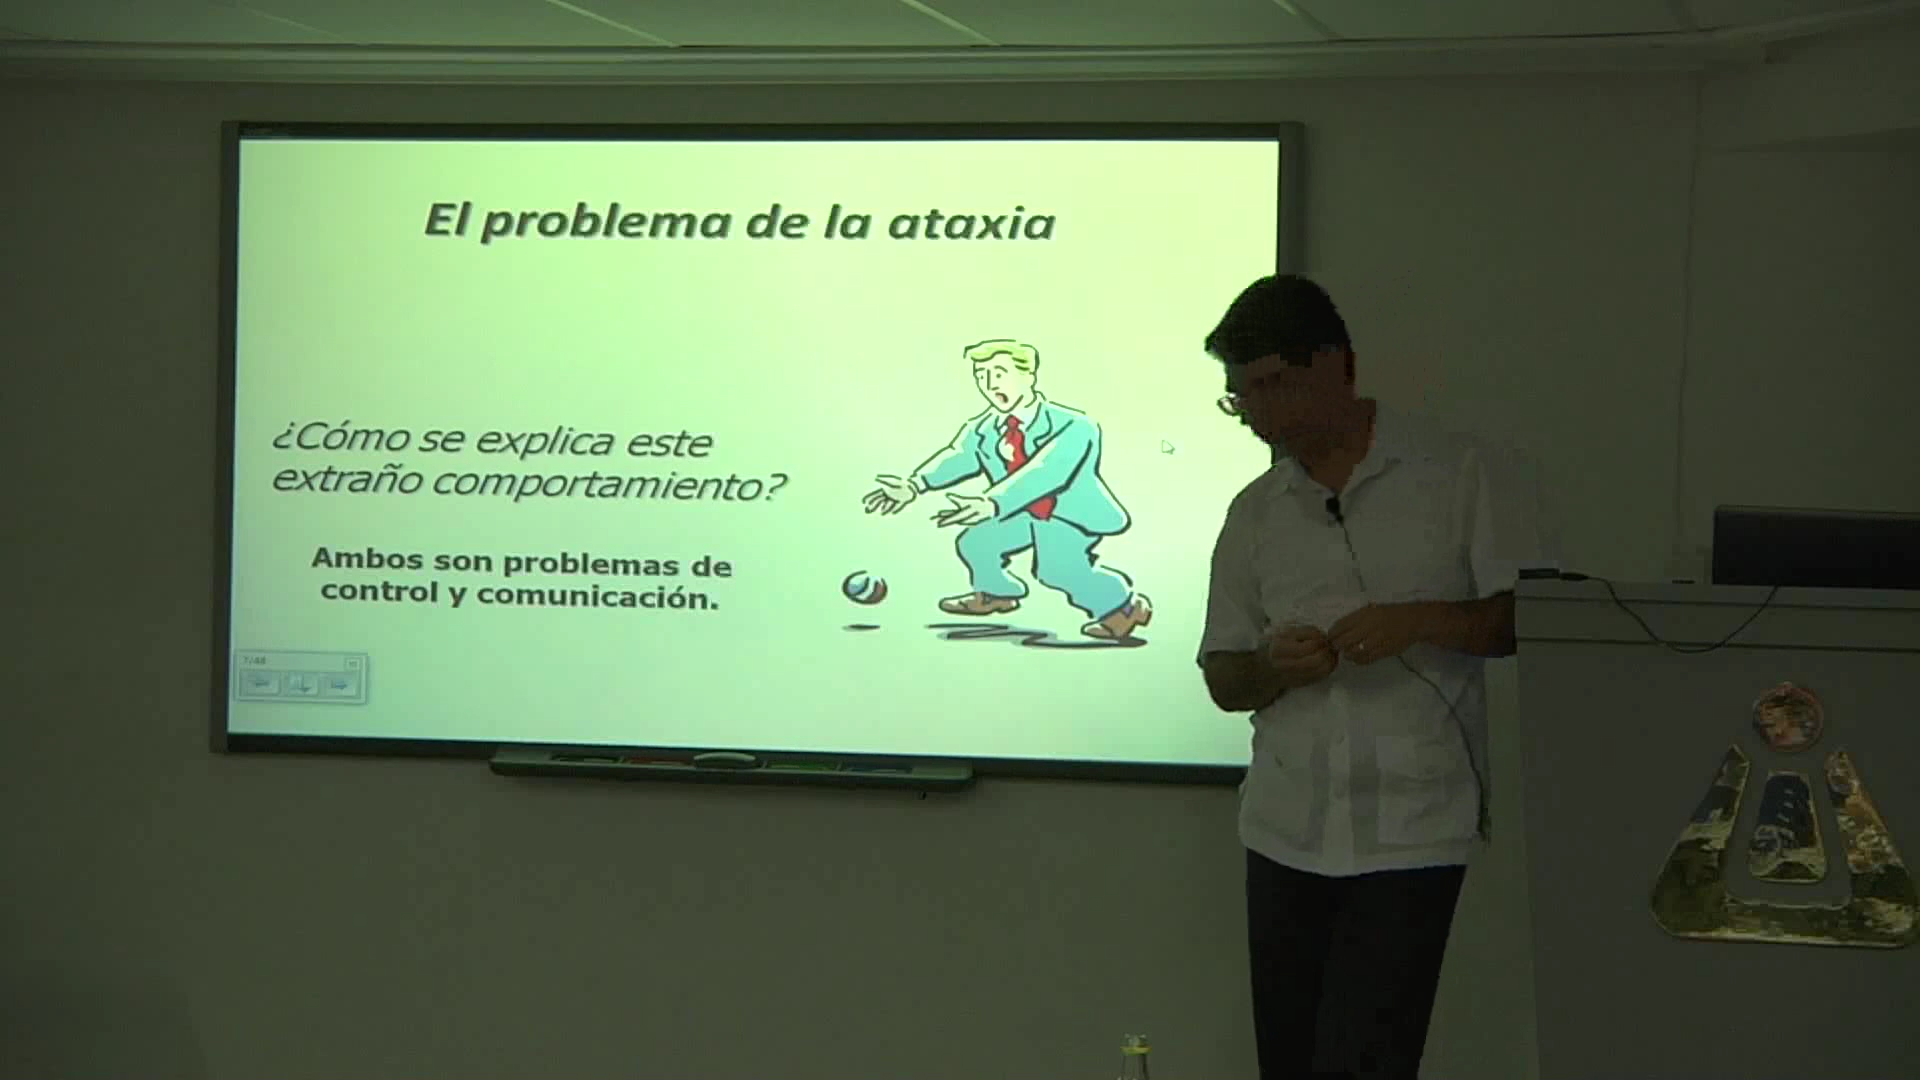 El problema de la ataxia
¿Cómo se explica este
extraño comportamiento?
Ambos son problemas de
control y comunicación.
7/48